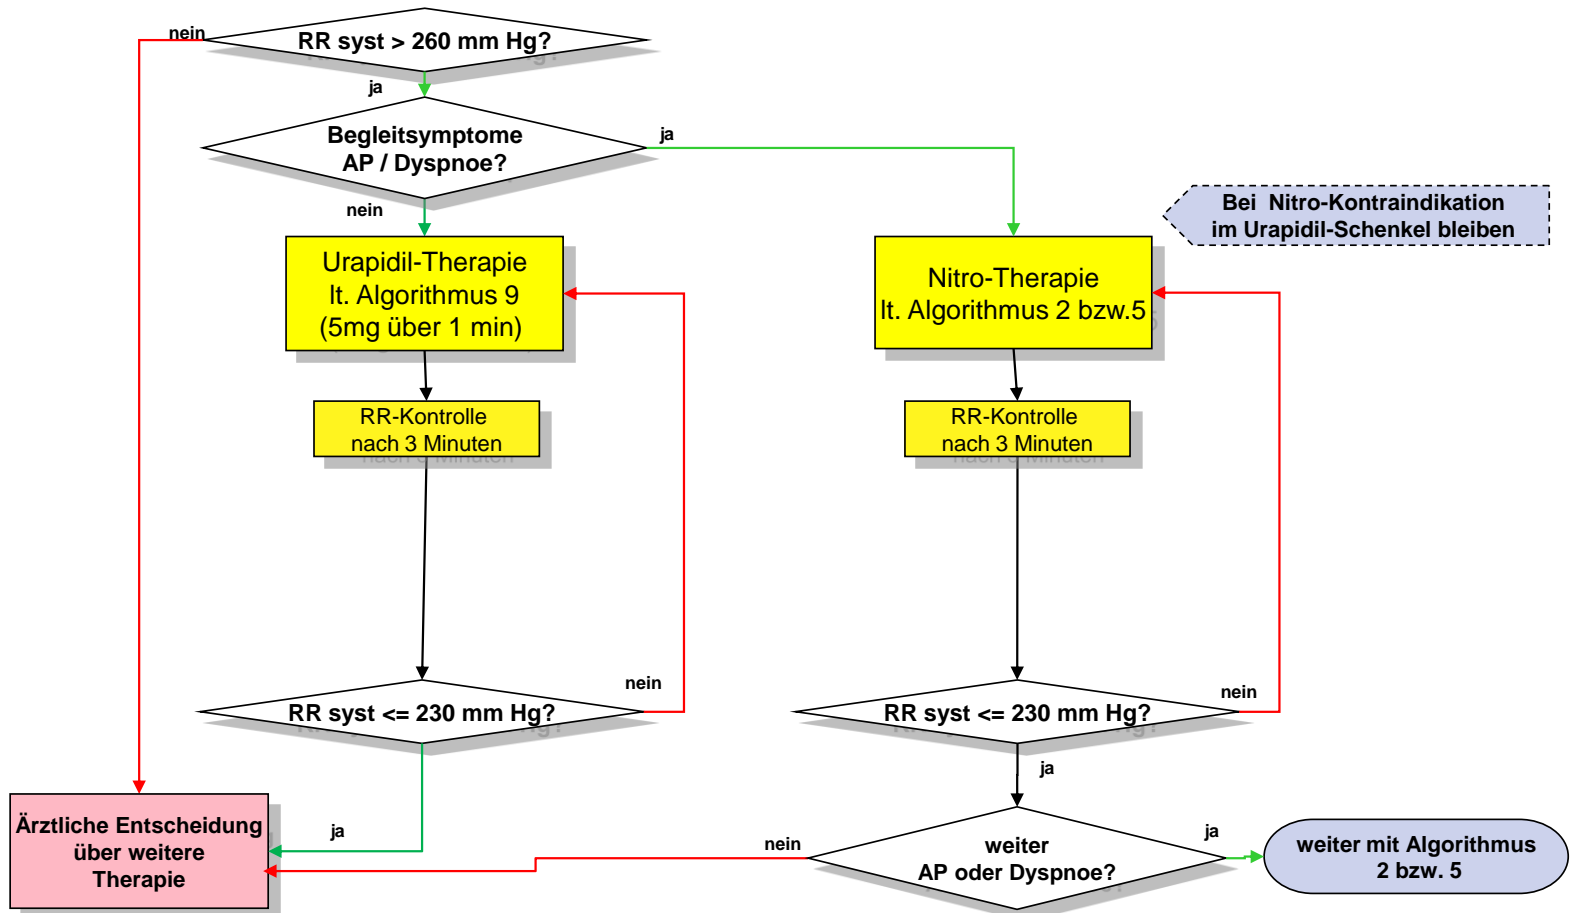 nein
RR syst > 260 mm Hg?
ja
Begleitsymptome
AP / Dyspnoe?
ja
nein
Bei  Nitro-Kontraindikation
im Urapidil-Schenkel bleiben
Urapidil-Therapie
lt. Algorithmus 9
(5mg über 1 min)
Nitro-Therapie
lt. Algorithmus 2 bzw.5
RR-Kontrolle
nach 3 Minuten
RR-Kontrolle
nach 3 Minuten
RR syst <= 230 mm Hg?
nein
RR syst <= 230 mm Hg?
nein
ja
ja
Ärztliche Entscheidung
über weitere
Therapie
nein
weiter
AP oder Dyspnoe?
ja
weiter mit Algorithmus
2 bzw. 5